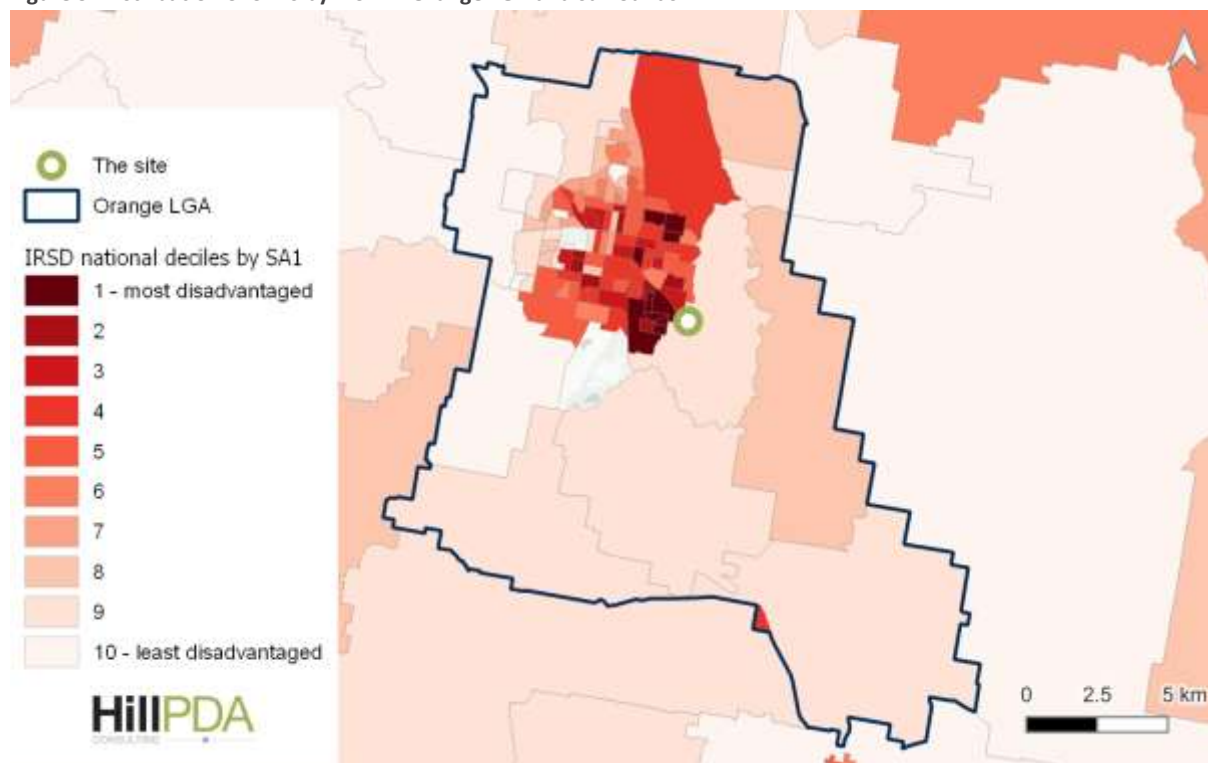 The site
Orange LGA
IRSD national deciles by SA1
1 - most disadvantaged
2
3
4
5
6
7
8
9
10 - least disadvantaged
HillPDA
CONSULTING
0 2.5 5 km